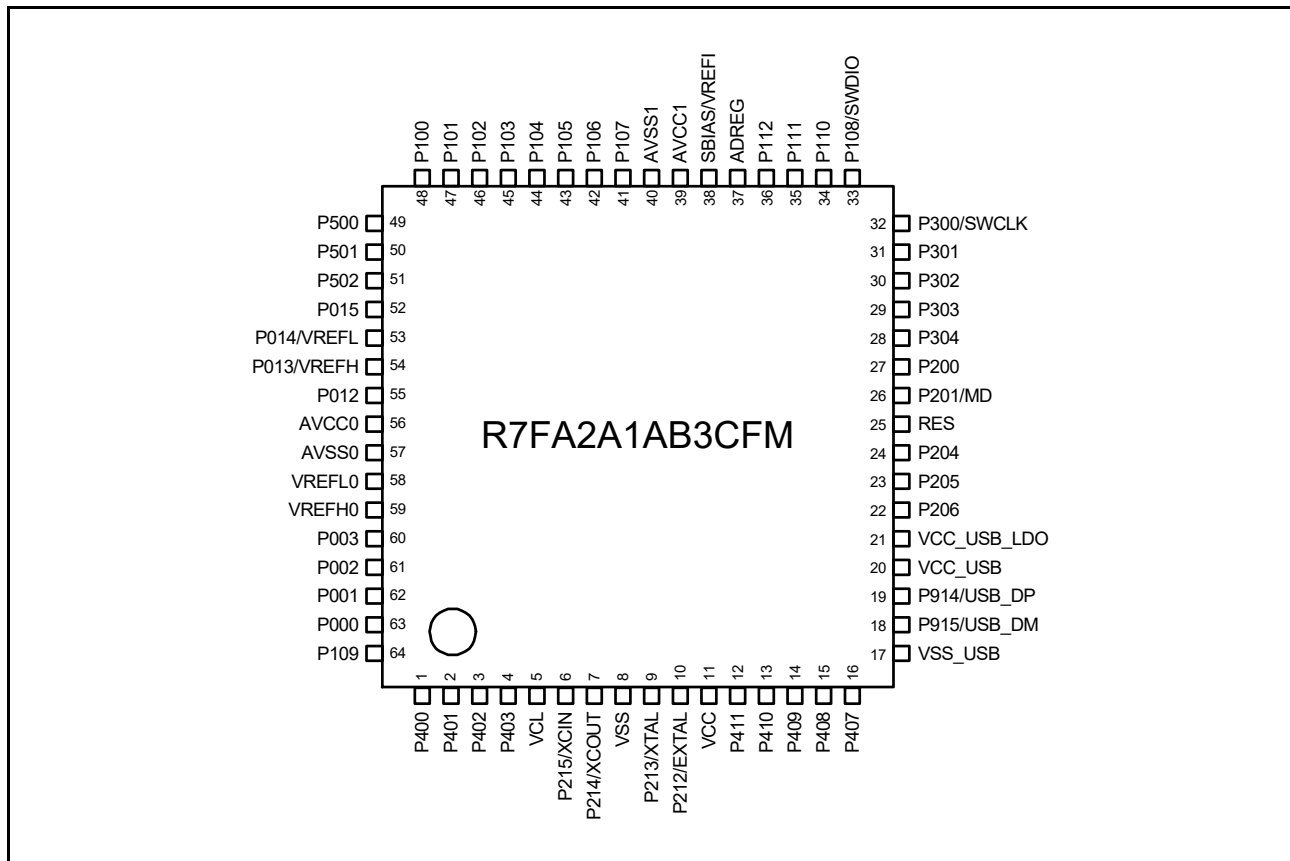 P100
P101
P102
P103
P104
P105
P106
P107
AVSS1
AVCC1
SBIAS/VREFI
ADREG
P112
P111
P110
P108/SWDIO
48
47
46
45
44
43
42
41
40
39
38
37
36
35
34
33
P500 49
P501 50
P502 51
P015 52
P014/VREFL 53
P013/VREFH 54
P012 55
AVCC0 56
AVSS0 57
VREFL0 58
VREFH0 59
P003 60
P002 61
P001 62
P000 63
P109 64
R7FA2A1AB3CFM
32 P300/SWCLK
31 P301
30 P302
29 P303
28 P304
27 P200
26 P201/MD
25 RES
24 P204
23 P205
22 P206
21 VCC_USB_LDO
20 VCC_USB
19 P914/USB_DP
18 P915/USB_DM
17 VSS_USB
1
2
3
4
5
6
7
8
9
10
11
12
13
14
15
16
P400
P401
P402
P403
VCL
P215/XCIN
P214/XCOUT
VSS
P213/XTAL
P212/EXTAL
VCC
P411
P410
P409
P408
P407